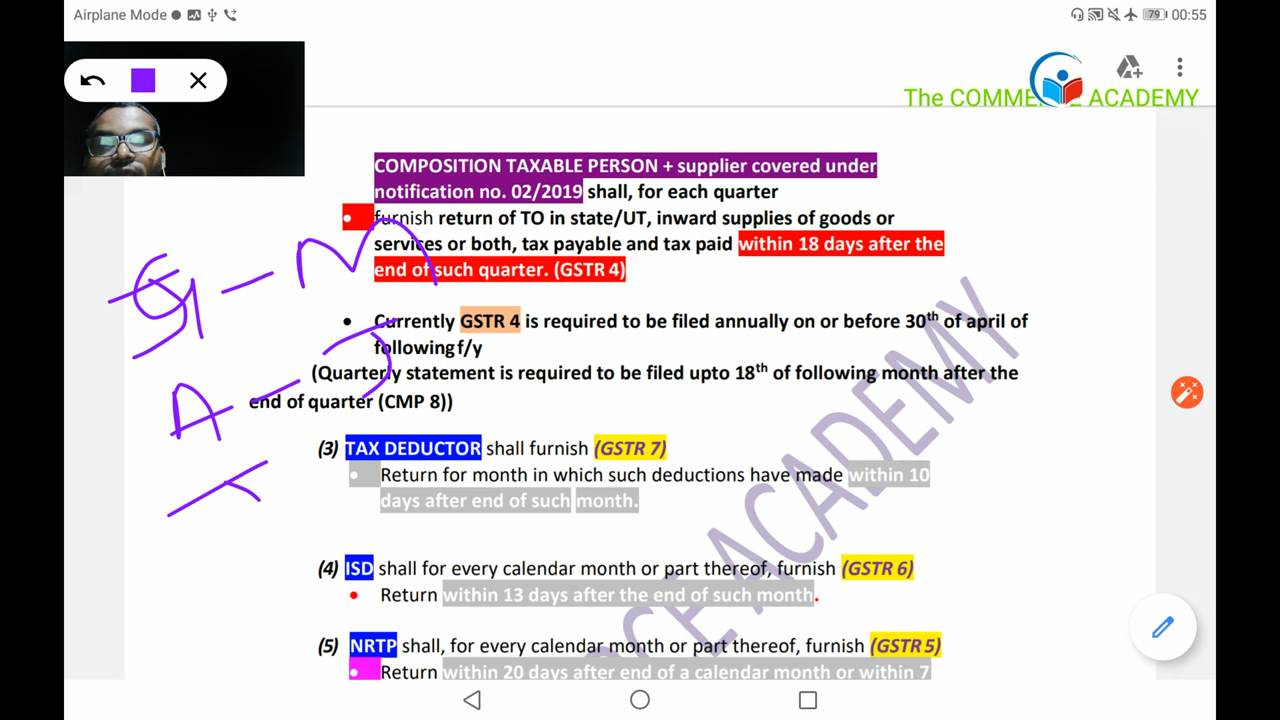 Airplane Mode 79 00:55
The COMME ACADEMY
COMPOSITION TAXABLE PERSON + supplier covered under
notification no. 02/2019 shall, for each quarter
furnish return of TO in state/UT, inward supplies of goods or
services or both, tax payable and tax paid within 18 days after the
end of such quarter. (GSTR 4)
• Currently GSTR 4 is required to be filed annually on or before 30th of april of
following f/y
(Quarterly statement is required to be filed upto 18th of following month after the
end of quarter (CMP 8))
(3) TAX DEDUCTOR shall furnish (GSTR 7)
• Return for month in which such deductions have made within 10
days after end of such month.
(4) ISD shall for every calendar month or part thereof, furnish (GSTR 6)
• Return within 13 days after the end of such month.
(5) NRTP shall, for every calendar month or part thereof, furnish (GSTR 5)
• Return within 20 days after end of a calendar month or within 7
A - J
CE ACADEMY